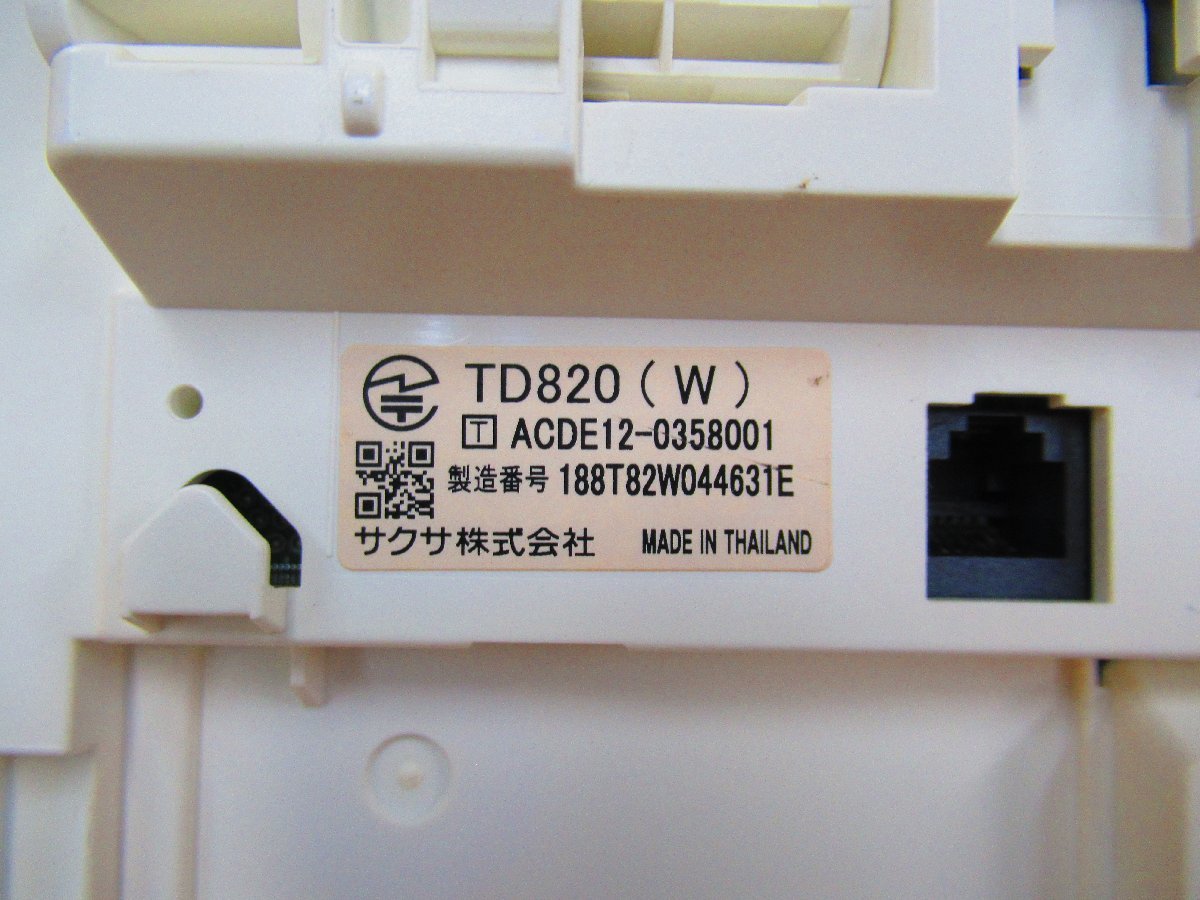 TD820 ( W )
T ACDE12-0358001
製造番号 188T82W044631E
サクサ株式会社 MADE IN THAILAND